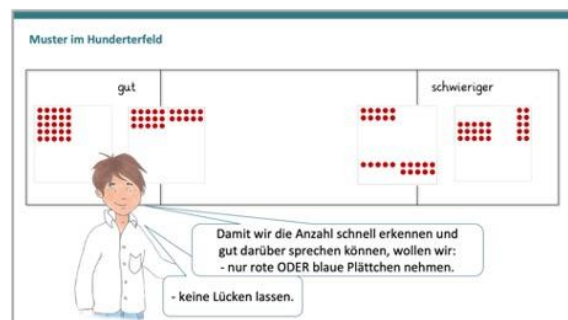 Muster im Hunderterfeld
gut
schwieriger
Damit wir die Anzahl schnell erkennen und
gut darüber sprechen können, wollen wir:
- nur rote ODER blaue Plättchen nehmen.
- keine Lücken lassen.